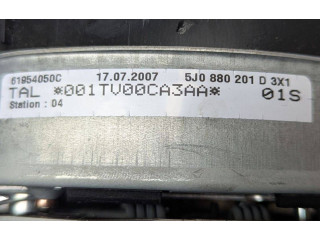 61954050C 17.07.2007 5J0 880 201 D 3X1
TAL *001TV00CA3AA* 01S
Station : 04